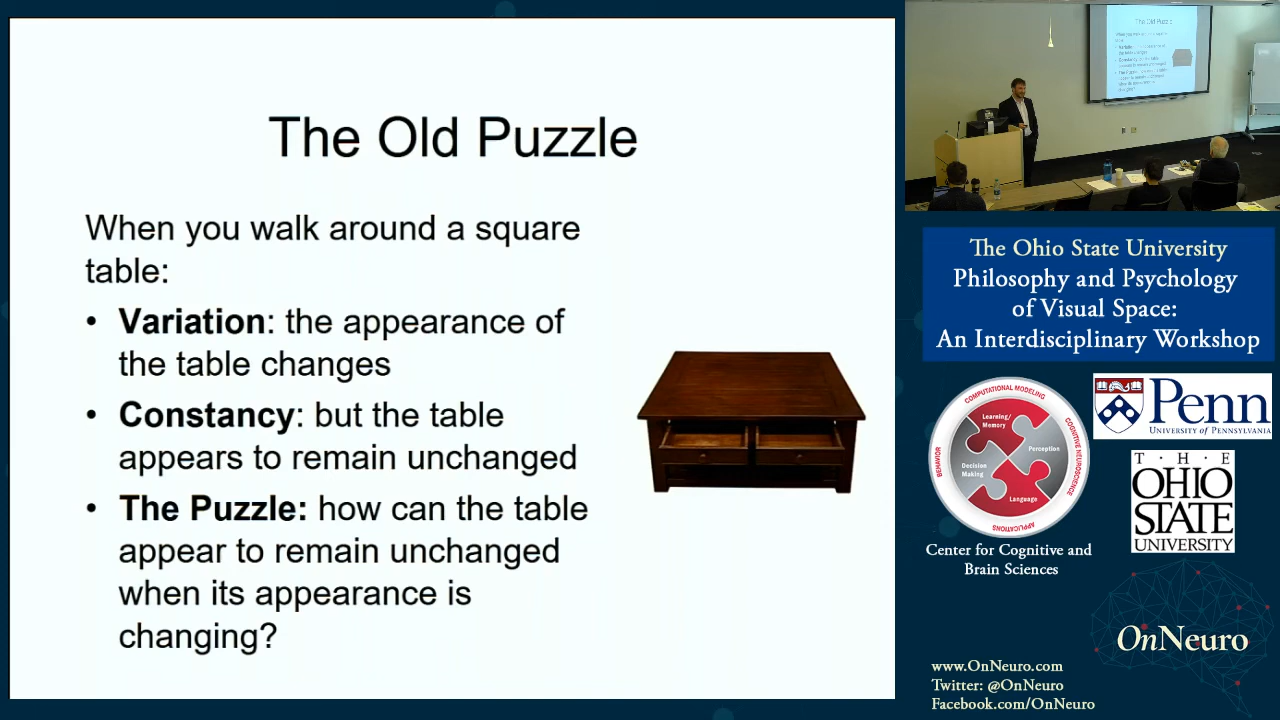 The Old Puzzle
When you walk around a square
table:
• Variation: the appearance of
the table changes
• Constancy: but the table
appears to remain unchanged
• The Puzzle: how can the table
appear to remain unchanged
when its appearance is
changing?
The Old Puzzle
The Ohio State University
Philosophy and Psychology
of Visual Space:
An Interdisciplinary Workshop
COMPUTATIONAL MODELING
COGNITIVE NEUROSCIENCE
APPLICATIONS
BEHAVIOR
Learning/
Memory
Perception
Decision
Making
Language
Center for Cognitive and
Brain Sciences
Penn
UNIVERSITY OF PENNSYLVANIA
T · H · E
OHIO
STATE
UNIVERSITY
OnNeuro
www.OnNeuro.com
Twitter: @OnNeuro
Facebook.com/OnNeuro